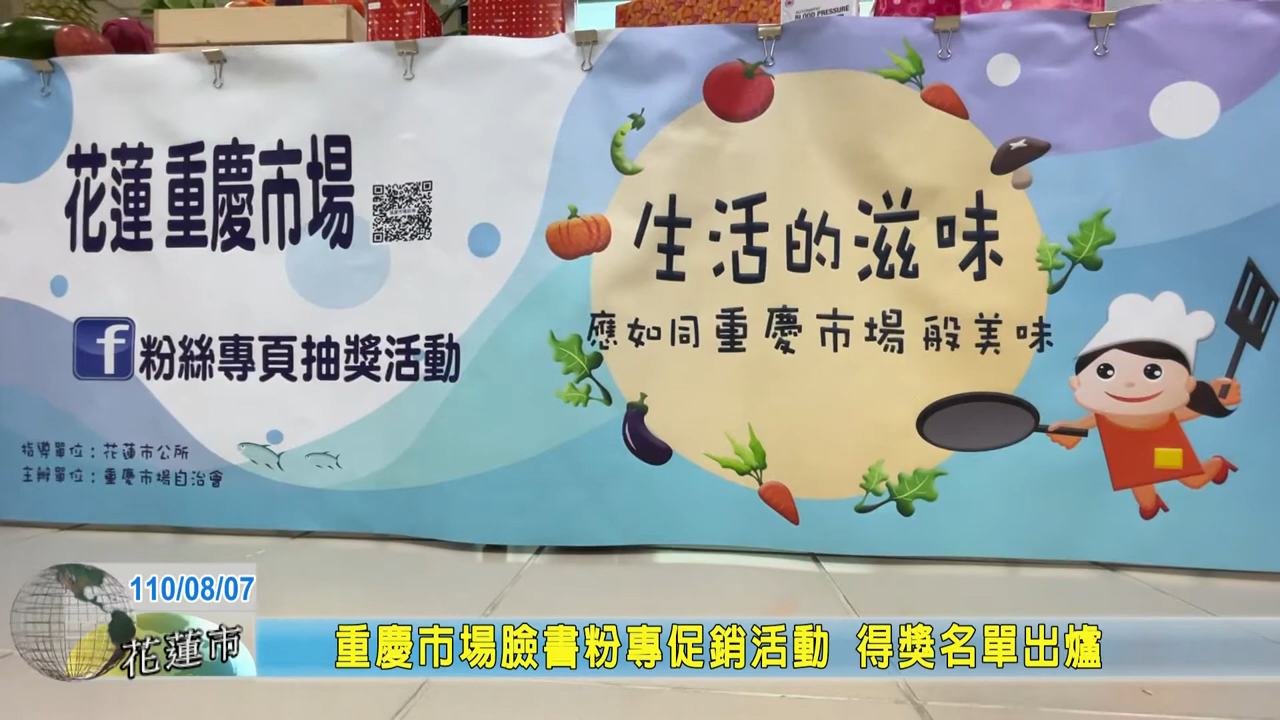 BLOOD PRESSURE
花蓮 重慶市場
生活的滋味
應如同重慶市場般美味
f 粉絲專頁抽獎活動
指導單位：花蓮市公所
主辦單位：重慶市場自治會
110/08/07
花蓮市
重慶市場臉書粉專促銷活動 得獎名單出爐